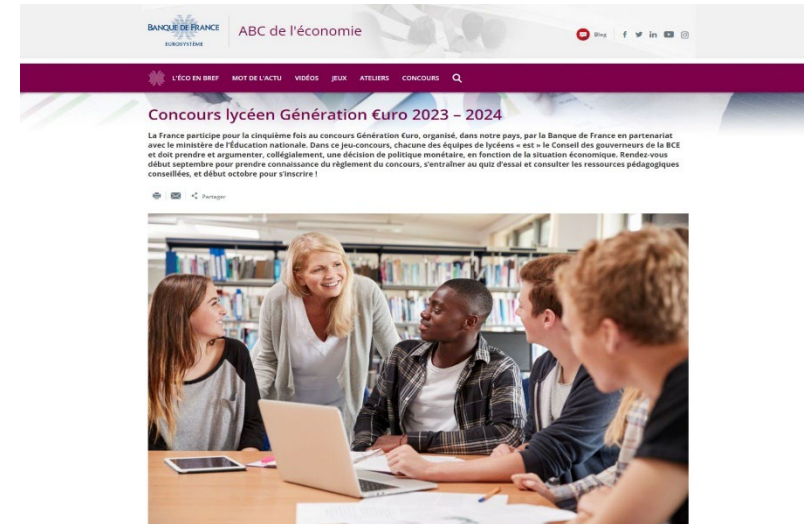 BANQUE DE FRANCE
EUROSYSTÈME
ABC de l'économie
Blog
L'ÉCO EN BREF MOT DE L'ACTU VIDÉOS JEUX ATELIERS CONCOURS
Concours lycéen Génération €uro 2023 – 2024
La France participe pour la cinquième fois au concours Génération €uro, organisé, dans notre pays, par la Banque de France en partenariat
avec le ministère de l'Éducation nationale. Dans ce jeu-concours, chacune des équipes de lycéens « est » le Conseil des gouverneurs de la BCE
et doit prendre et argumenter, collégialement, une décision de politique monétaire, en fonction de la situation économique. Rendez-vous
début septembre pour prendre connaissance du règlement du concours, s'entraîner au quiz d'essai et consulter les ressources pédagogiques
conseillées, et début octobre pour s'inscrire !
Partager